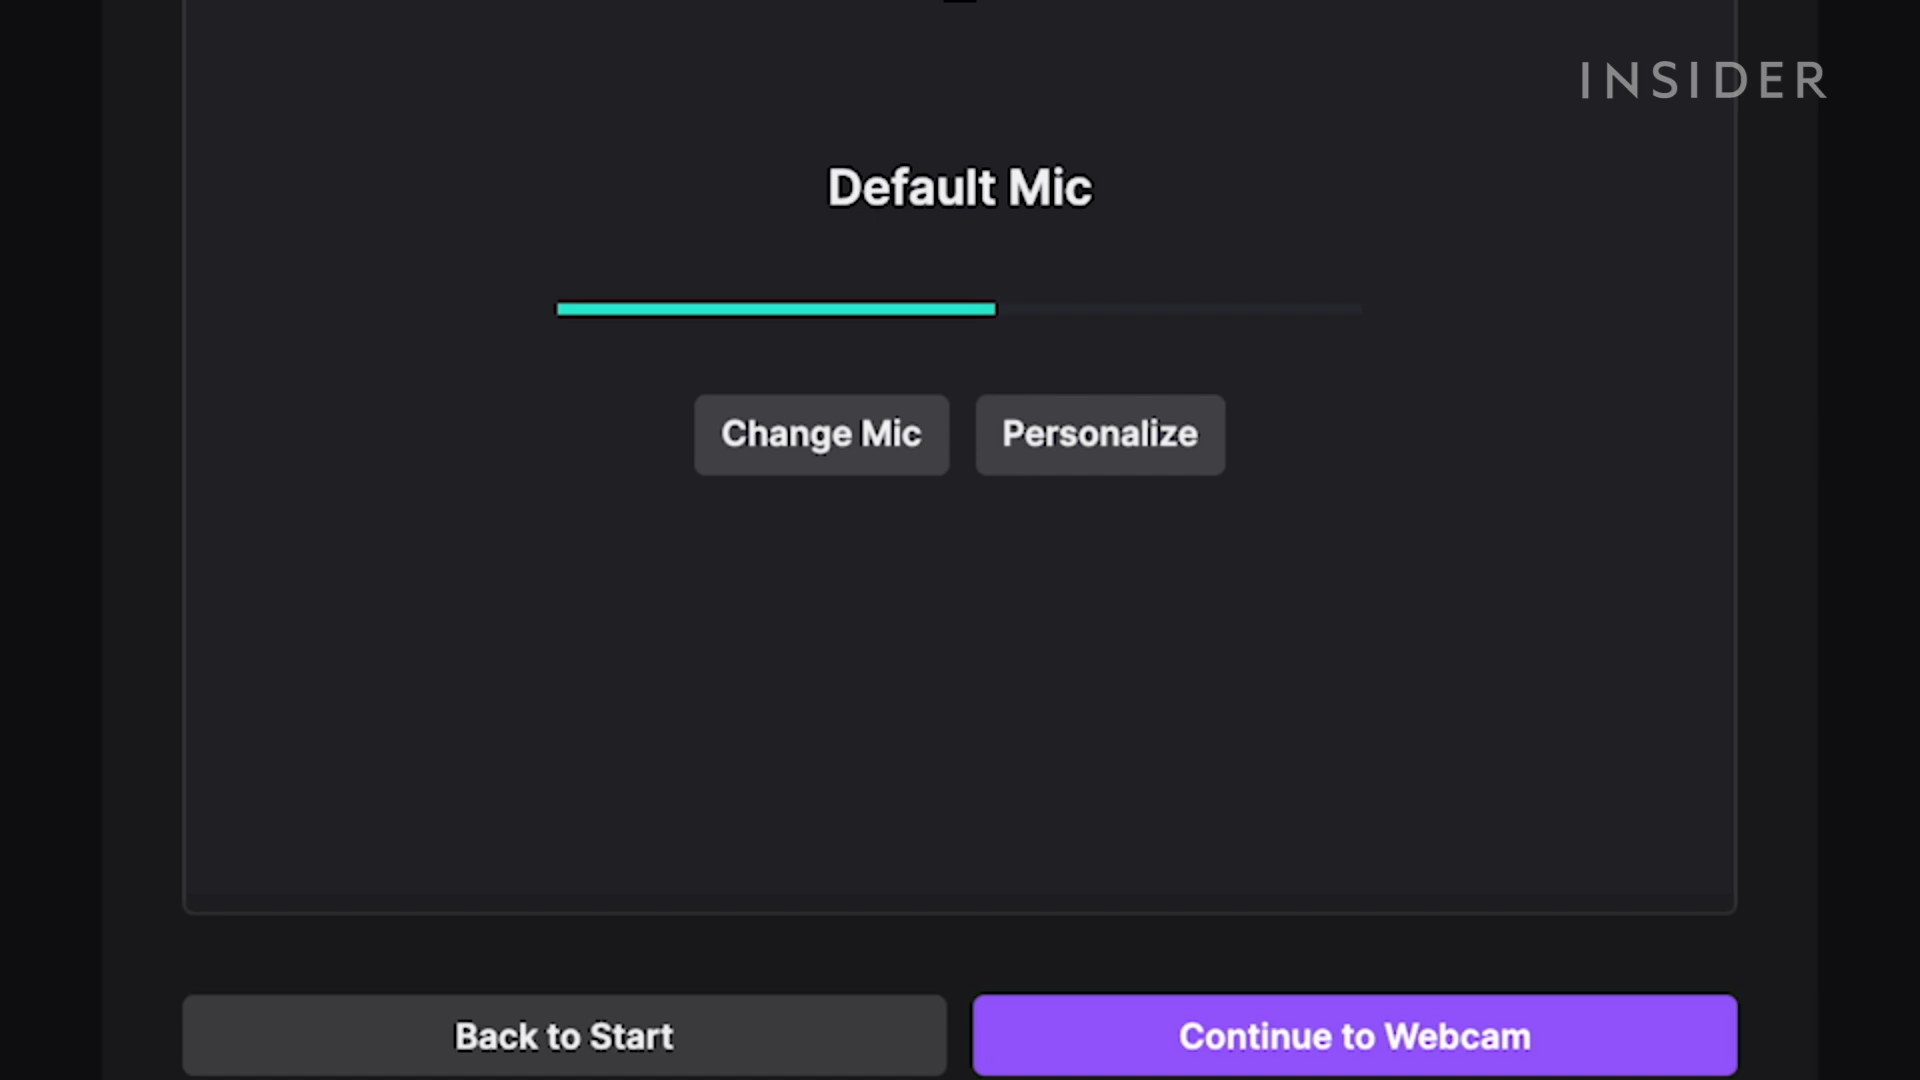 INSIDER
Default Mic
Change Mic
Personalize
Back to Start
Continue to Webcam